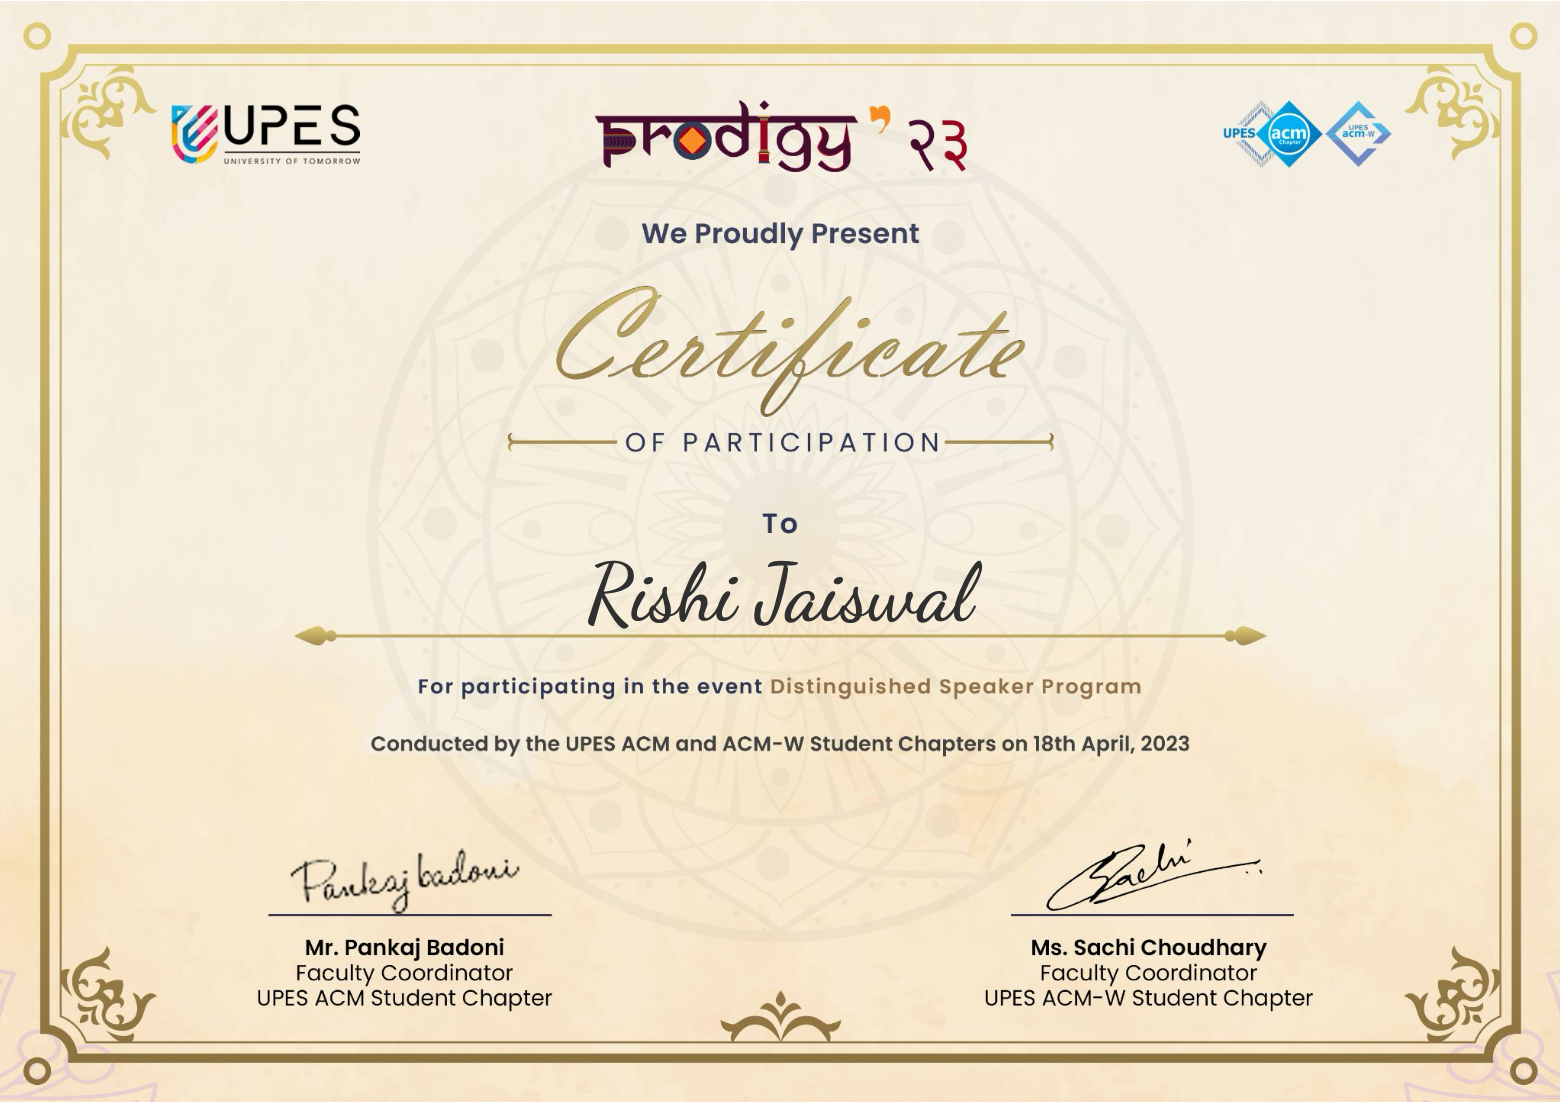 UPES
UNIVERSITY OF TOMORROW
prodigy ’२३
UPES acm Chapter
UPES acm-w
We Proudly Present
Certificate
OF PARTICIPATION
To
Rishi Jaiswal
For participating in the event Distinguished Speaker Program
Conducted by the UPES ACM and ACM-W Student Chapters on 18th April, 2023
Pankaj badoni
Sachi
Mr. Pankaj Badoni
Faculty Coordinator
UPES ACM Student Chapter
Ms. Sachi Choudhary
Faculty Coordinator
UPES ACM-W Student Chapter